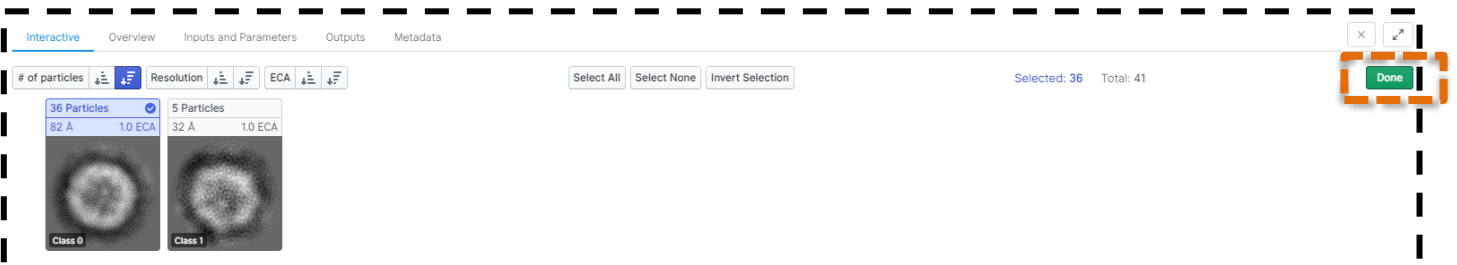 Interactive Overview Inputs and Parameters Outputs Metadata
# of particles Resolution ECA Select All Select None Invert Selection Selected: 36 Total: 41 Done
36 Particles 5 Particles
82 Å 1.0 ECA 32 Å 1.0 ECA
Class 0 Class 1